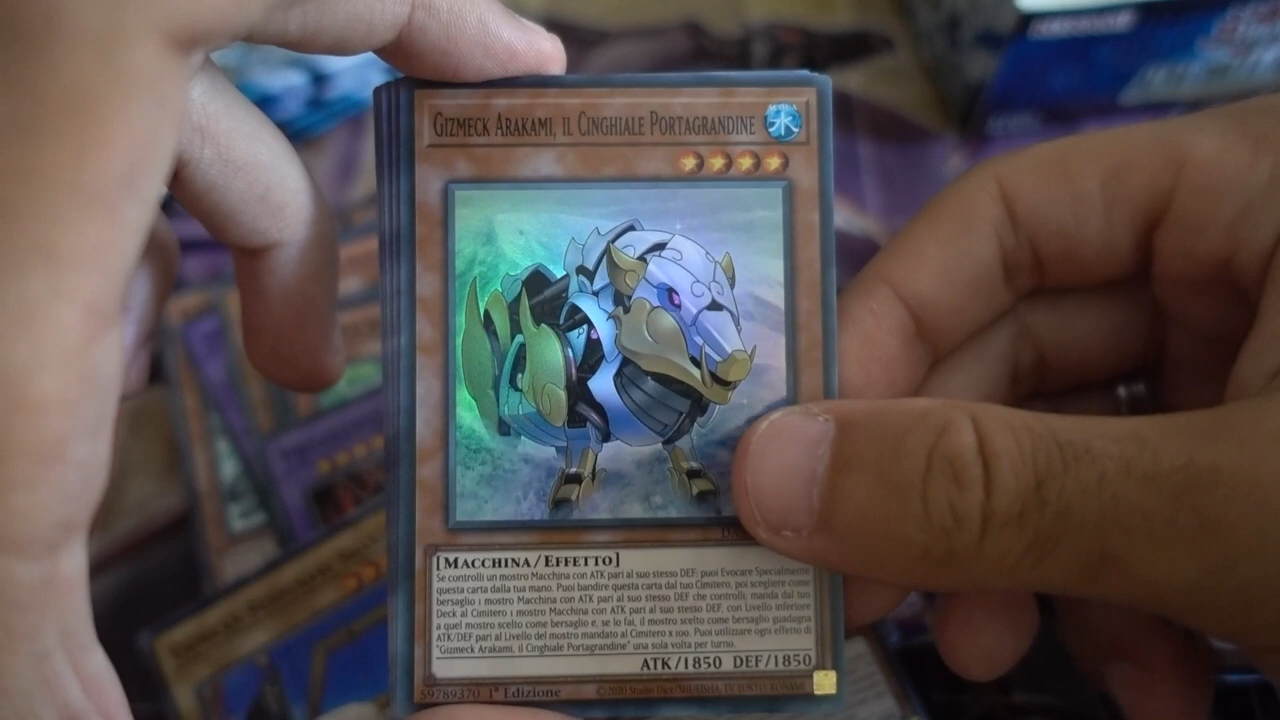 GIZMECK ARAKAMI, IL CINGHIALE PORTAGRANDINE
ACQUA
水
[MACCHINA/EFFETTO]
Se controlli un mostro Macchina con ATK pari al suo stesso DEF: puoi Evocare Specialmente
questa carta dalla tua mano. Puoi bandire questa carta dal tuo Cimitero, poi scegliere come
bersaglio 1 mostro Macchina con ATK pari al suo stesso DEF che controlli; manda dal tuo
Deck al Cimitero 1 mostro Macchina con ATK pari al suo stesso DEF, con Livello inferiore
a quel mostro scelto come bersaglio e, se lo fai, il mostro scelto come bersaglio guadagna
ATK/DEF pari al Livello del mostro mandato al Cimitero x 100. Puoi utilizzare ogni effetto di
"Gizmeck Arakami, il Cinghiale Portagrandine" una sola volta per turno.
ATK/1850 DEF/1850
59789370 1ª Edizione ©2020 Studio Dice/SHUEISHA, TV TOKYO, KONAMI